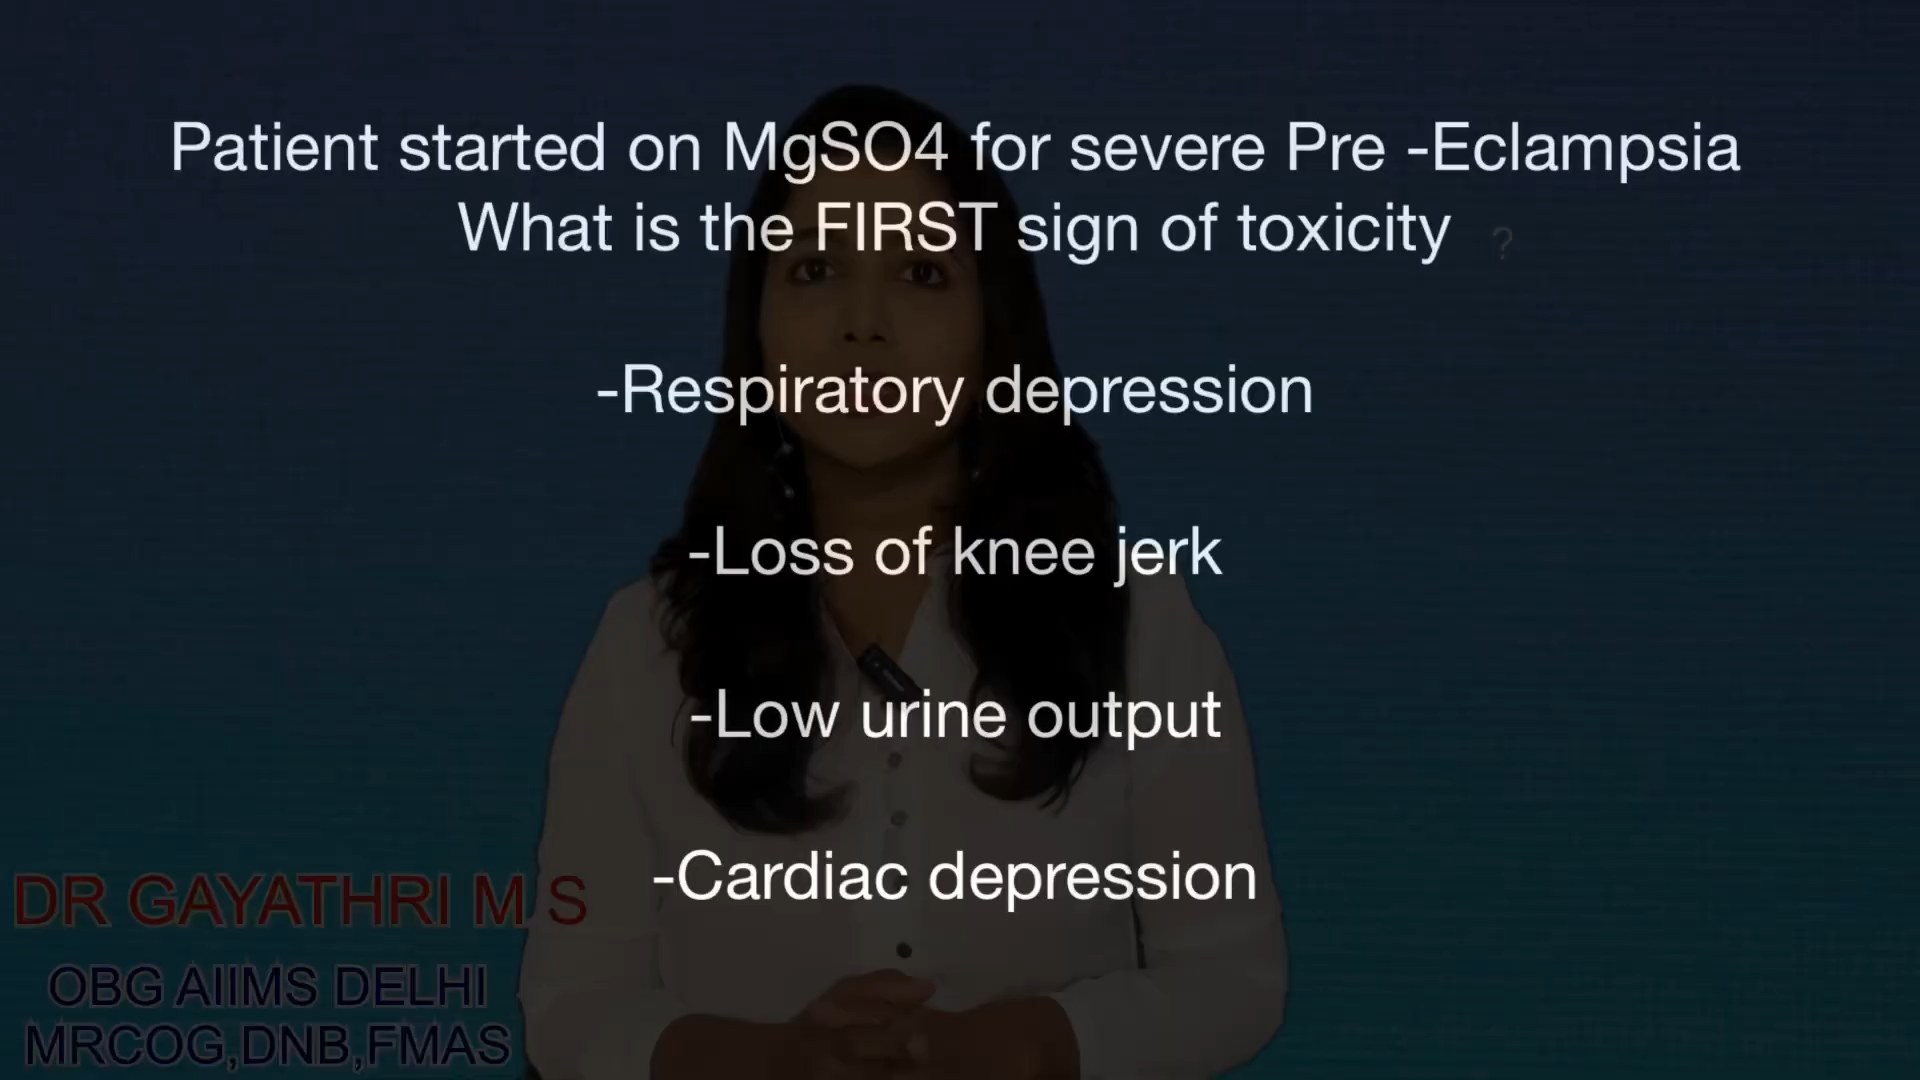 Patient started on MgSO4 for severe Pre -Eclampsia
What is the FIRST sign of toxicity ?
-Respiratory depression
-Loss of knee jerk
-Low urine output
-Cardiac depression
DR GAYATHRI M S
OBG AIIMS DELHI
MRCOG,DNB,FMAS